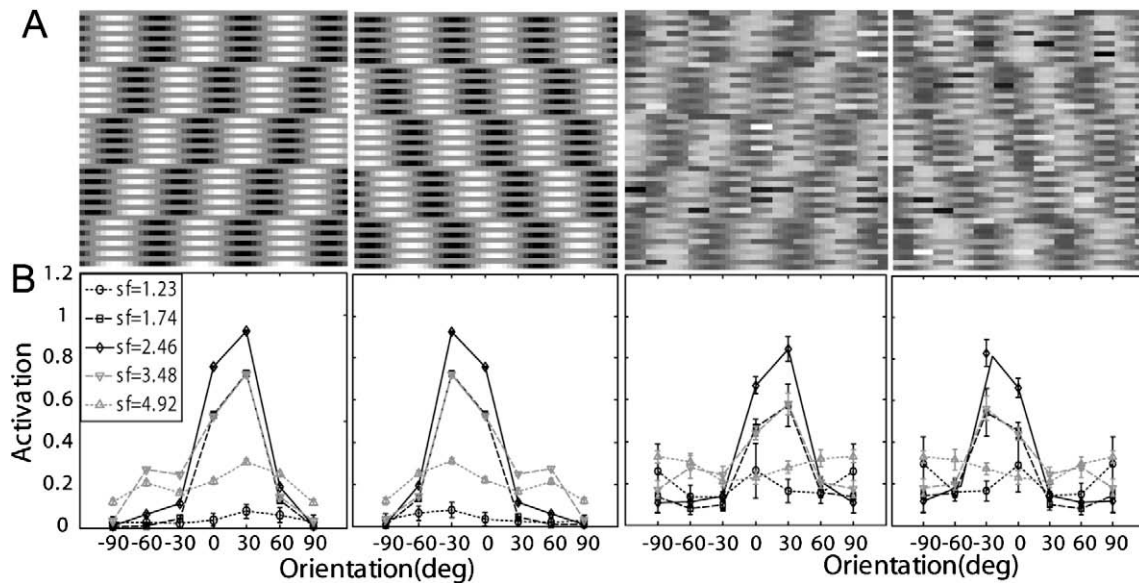 A
B
1.2
1
0.8
0.6
0.4
0.2
0
Activation
sf=1.23
sf=1.74
sf=2.46
sf=3.48
sf=4.92
-90 -60 -30 0 30 60 90
-90 -60 -30 0 30 60 90
-90 -60 -30 0 30 60 90
-90 -60 -30 0 30 60 90
Orientation(deg)
Orientation(deg)